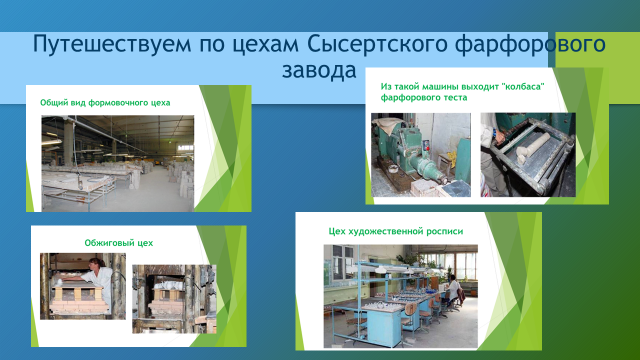 Путешествуем по цехам Сысертского фарфорового
завода
Общий вид формовочного цеха
Из такой машины выходит "колбаса"
фарфорового теста
Обжиговый цех
Цех художественной росписи